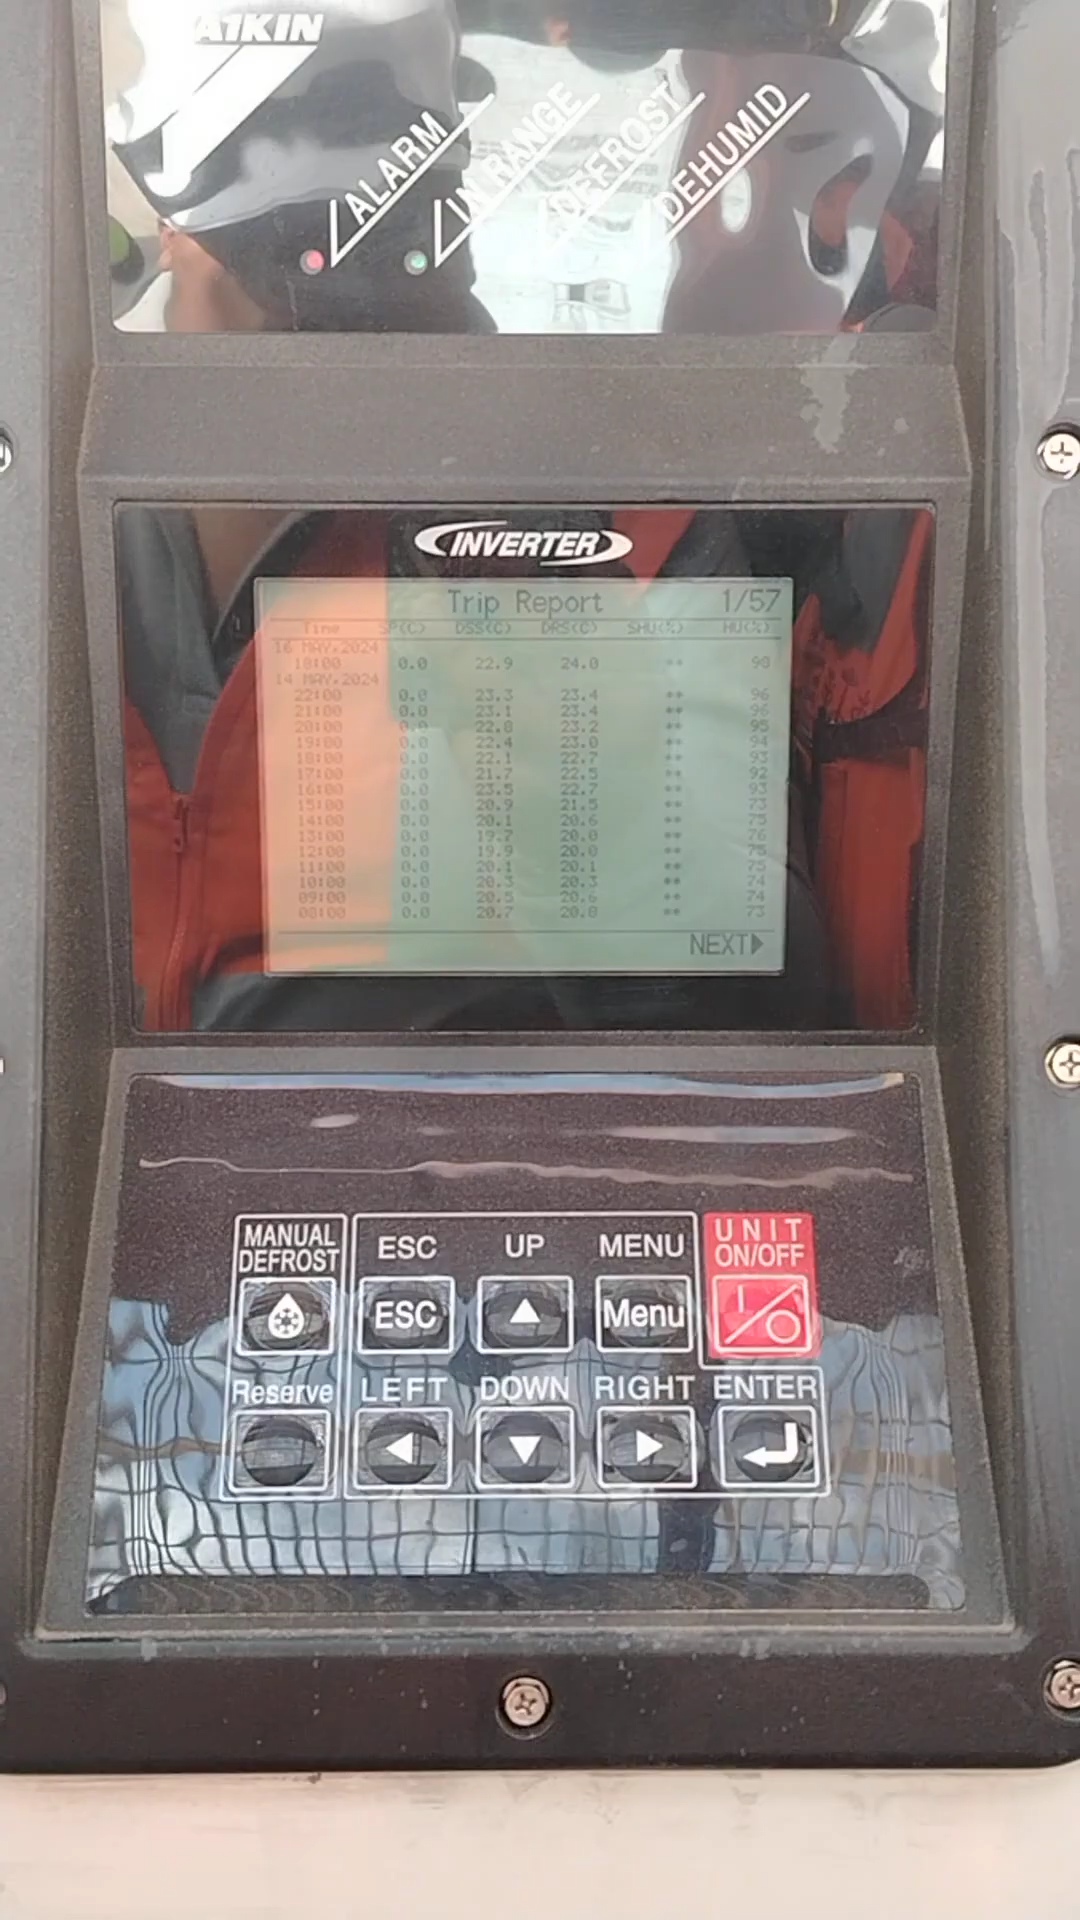 DAIKIN
ALARM
IN RANGE
DEFROST
DEHUMID
INVERTER
Trip Report 1/57
Time SP(C) DSS(C) DRS(C) SHU(%) HU(%)
16 MAY.2024
18:00 0.0 22.9 24.0 ** 98
14 MAY.2024
22:00 0.0 23.3 23.4 ** 96
21:00 0.0 23.1 23.4 ** 96
20:00 0.0 22.8 23.2 ** 95
19:00 0.0 22.4 23.0 ** 94
18:00 0.0 22.1 22.7 ** 93
17:00 0.0 21.7 22.5 ** 92
16:00 0.0 23.5 22.7 ** 93
15:00 0.0 20.9 21.5 ** 73
14:00 0.0 20.1 20.6 ** 75
13:00 0.0 19.7 20.0 ** 76
12:00 0.0 19.9 20.0 ** 75
11:00 0.0 20.1 20.1 ** 75
10:00 0.0 20.3 20.3 ** 74
09:00 0.0 20.5 20.6 ** 74
08:00 0.0 20.7 20.8 ** 73
NEXT▶
MANUAL DEFROST
ESC
UP
MENU
UNIT ON/OFF
ESC
Menu
Reserve
LEFT
DOWN
RIGHT
ENTER